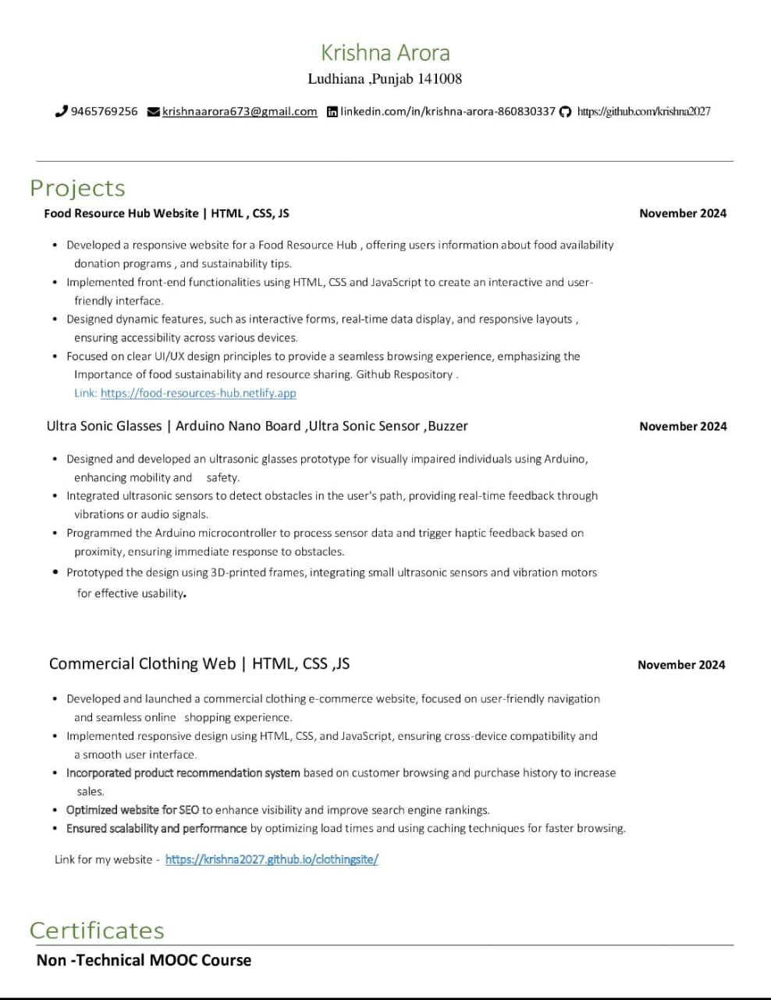 Krishna Arora
Ludhiana ,Punjab 141008
9465769256 krishnaarora673@gmail.com linkedin.com/in/krishna-arora-860830337 https://github.com/krishna2027
Projects
Food Resource Hub Website | HTML , CSS, JS November 2024
• Developed a responsive website for a Food Resource Hub , offering users information about food availability
donation programs , and sustainability tips.
• Implemented front-end functionalities using HTML, CSS and JavaScript to create an interactive and user-
friendly interface.
• Designed dynamic features, such as interactive forms, real-time data display, and responsive layouts ,
ensuring accessibility across various devices.
• Focused on clear UI/UX design principles to provide a seamless browsing experience, emphasizing the
Importance of food sustainability and resource sharing. Github Respository .
Link: https://food-resources-hub.netlify.app
Ultra Sonic Glasses | Arduino Nano Board ,Ultra Sonic Sensor ,Buzzer November 2024
• Designed and developed an ultrasonic glasses prototype for visually impaired individuals using Arduino,
enhancing mobility and safety.
• Integrated ultrasonic sensors to detect obstacles in the user's path, providing real-time feedback through
vibrations or audio signals.
• Programmed the Arduino microcontroller to process sensor data and trigger haptic feedback based on
proximity, ensuring immediate response to obstacles.
• Prototyped the design using 3D-printed frames, integrating small ultrasonic sensors and vibration motors
for effective usability.
Commercial Clothing Web | HTML, CSS ,JS November 2024
• Developed and launched a commercial clothing e-commerce website, focused on user-friendly navigation
and seamless online shopping experience.
• Implemented responsive design using HTML, CSS, and JavaScript, ensuring cross-device compatibility and
a smooth user interface.
• Incorporated product recommendation system based on customer browsing and purchase history to increase
sales.
• Optimized website for SEO to enhance visibility and improve search engine rankings.
• Ensured scalability and performance by optimizing load times and using caching techniques for faster browsing.
Link for my website - https://krishna2027.github.io/clothingsite/
Certificates
Non -Technical MOOC Course